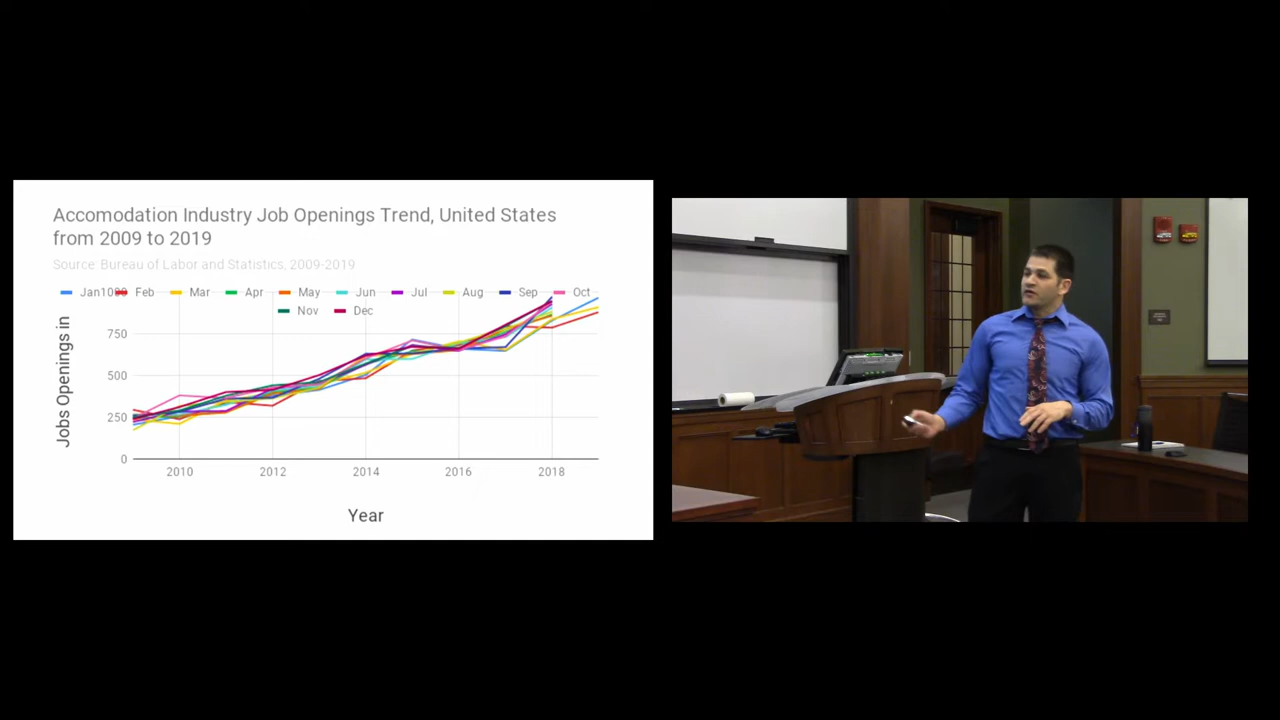 Accomodation Industry Job Openings Trend, United States
from 2009 to 2019
Source: Bureau of Labor and Statistics, 2009-2019
Jan 1000 Feb Mar Apr May Jun Jul Aug Sep Oct
Nov Dec
Jobs Openings in
750
500
250
0
2010 2012 2014 2016 2018
Year